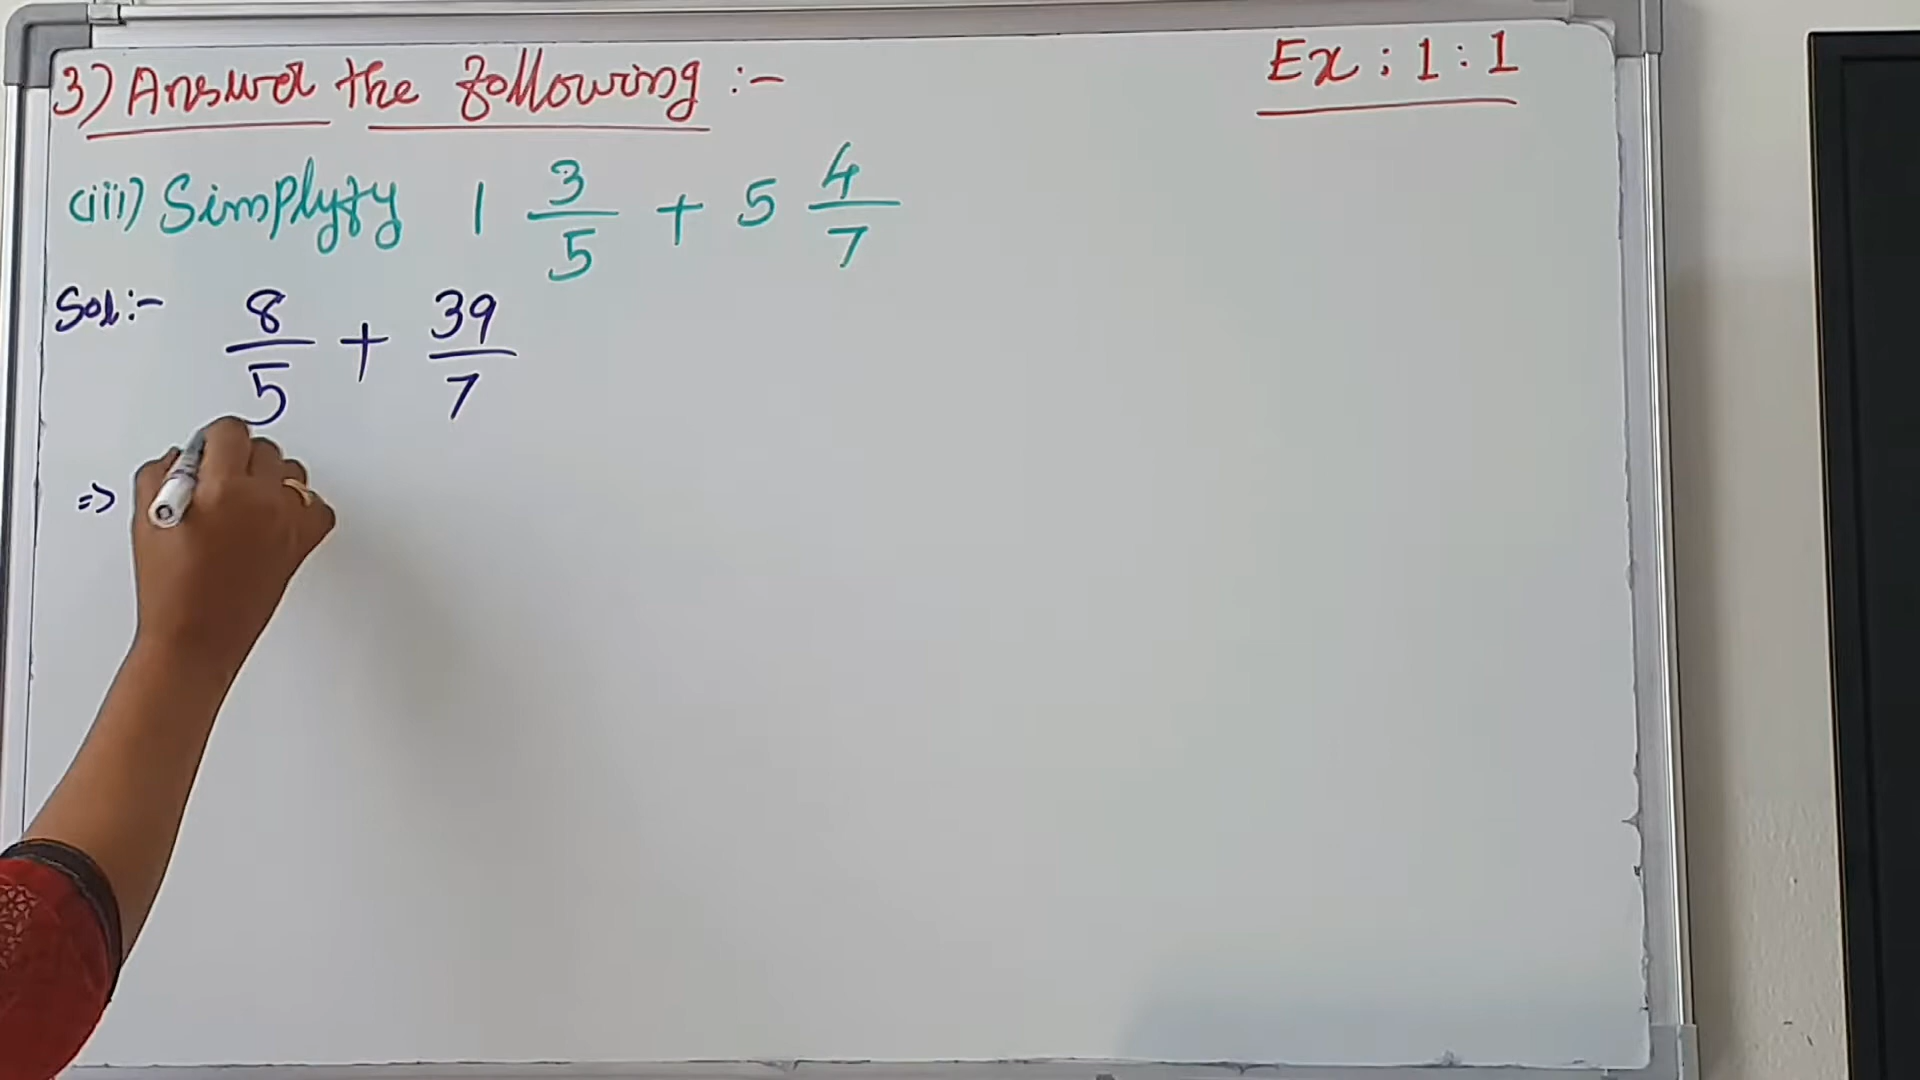 3) Answer the following :-
Ex : 1 : 1
(iii) Simplyfy 1 3/5 + 5 4/7
Sol:- 8/5 + 39/7
=>